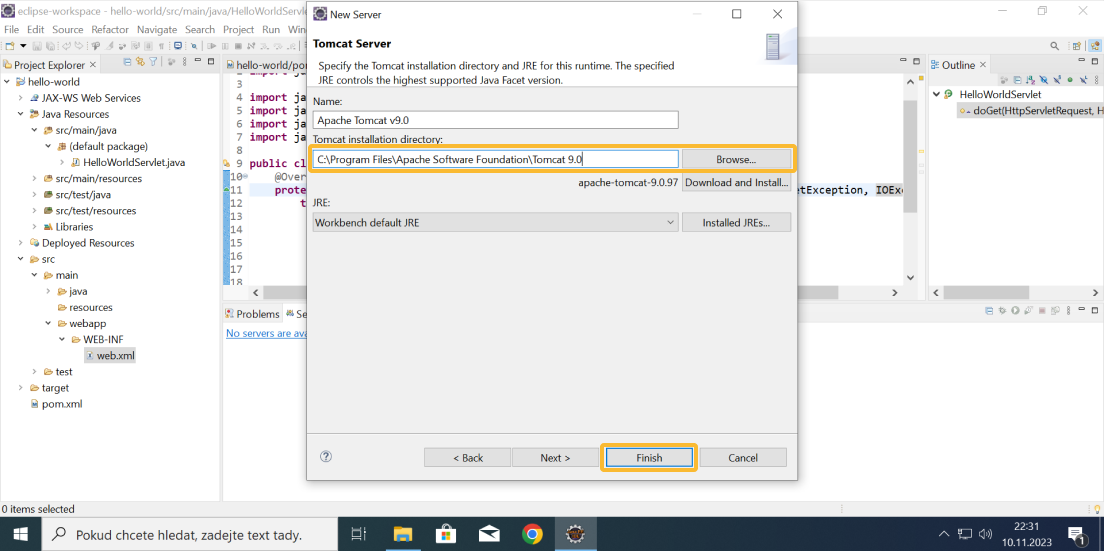 eclipse-workspace - hello-world/src/main/java/HelloWorldServlet
New Server
File Edit Source Refactor Navigate Search Project Run
Tomcat Server
Specify the Tomcat installation directory and JRE for this runtime. The specified
JRE controls the highest supported Java Facet version.
Name:
Apache Tomcat v9.0
Tomcat installation directory:
C:\Program Files\Apache Software Foundation\Tomcat 9.0
Browse...
apache-tomcat-9.0.97
Download and Install...
JRE:
Workbench default JRE
Installed JREs...
< Back
Next >
Finish
Cancel
Project Explorer
hello-world
JAX-WS Web Services
Java Resources
src/main/java
(default package)
HelloWorldServlet.java
src/main/resources
src/test/java
src/test/resources
Libraries
Deployed Resources
src
main
java
resources
webapp
WEB-INF
web.xml
test
target
pom.xml
hello-world/por
3
4 import ja
5 import ja
6 import ja
7 import ja
8
9 public cl
10 @Over
11 prote
etException, IOExc
12 t
13
14
15
16
17
18
Problems
Se
No servers are ava
Outline
HelloWorldServlet
doGet(HttpServletRequest, H
0 items selected
Pokud chcete hledat, zadejte text tady.
22:31
10.11.2023
1